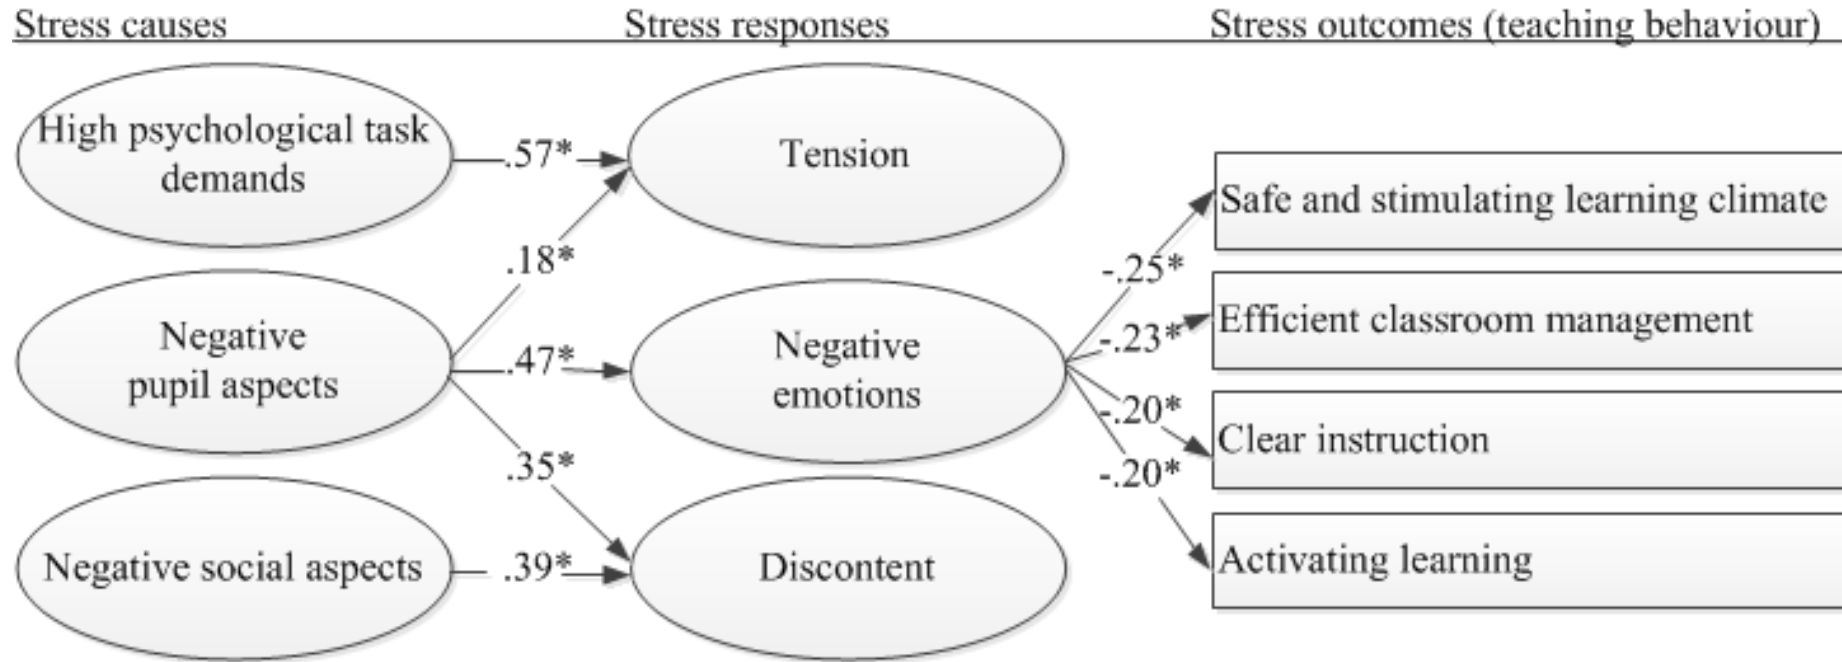 Stress causes
Stress responses
Stress outcomes (teaching behaviour)
High psychological task
demands
.57*
Tension
Safe and stimulating learning climate
.18*
-.25*
Negative
pupil aspects
.47*
Negative
emotions
-.23*
Efficient classroom management
-.20*
Clear instruction
.35*
-.20*
Negative social aspects
.39*
Discontent
Activating learning